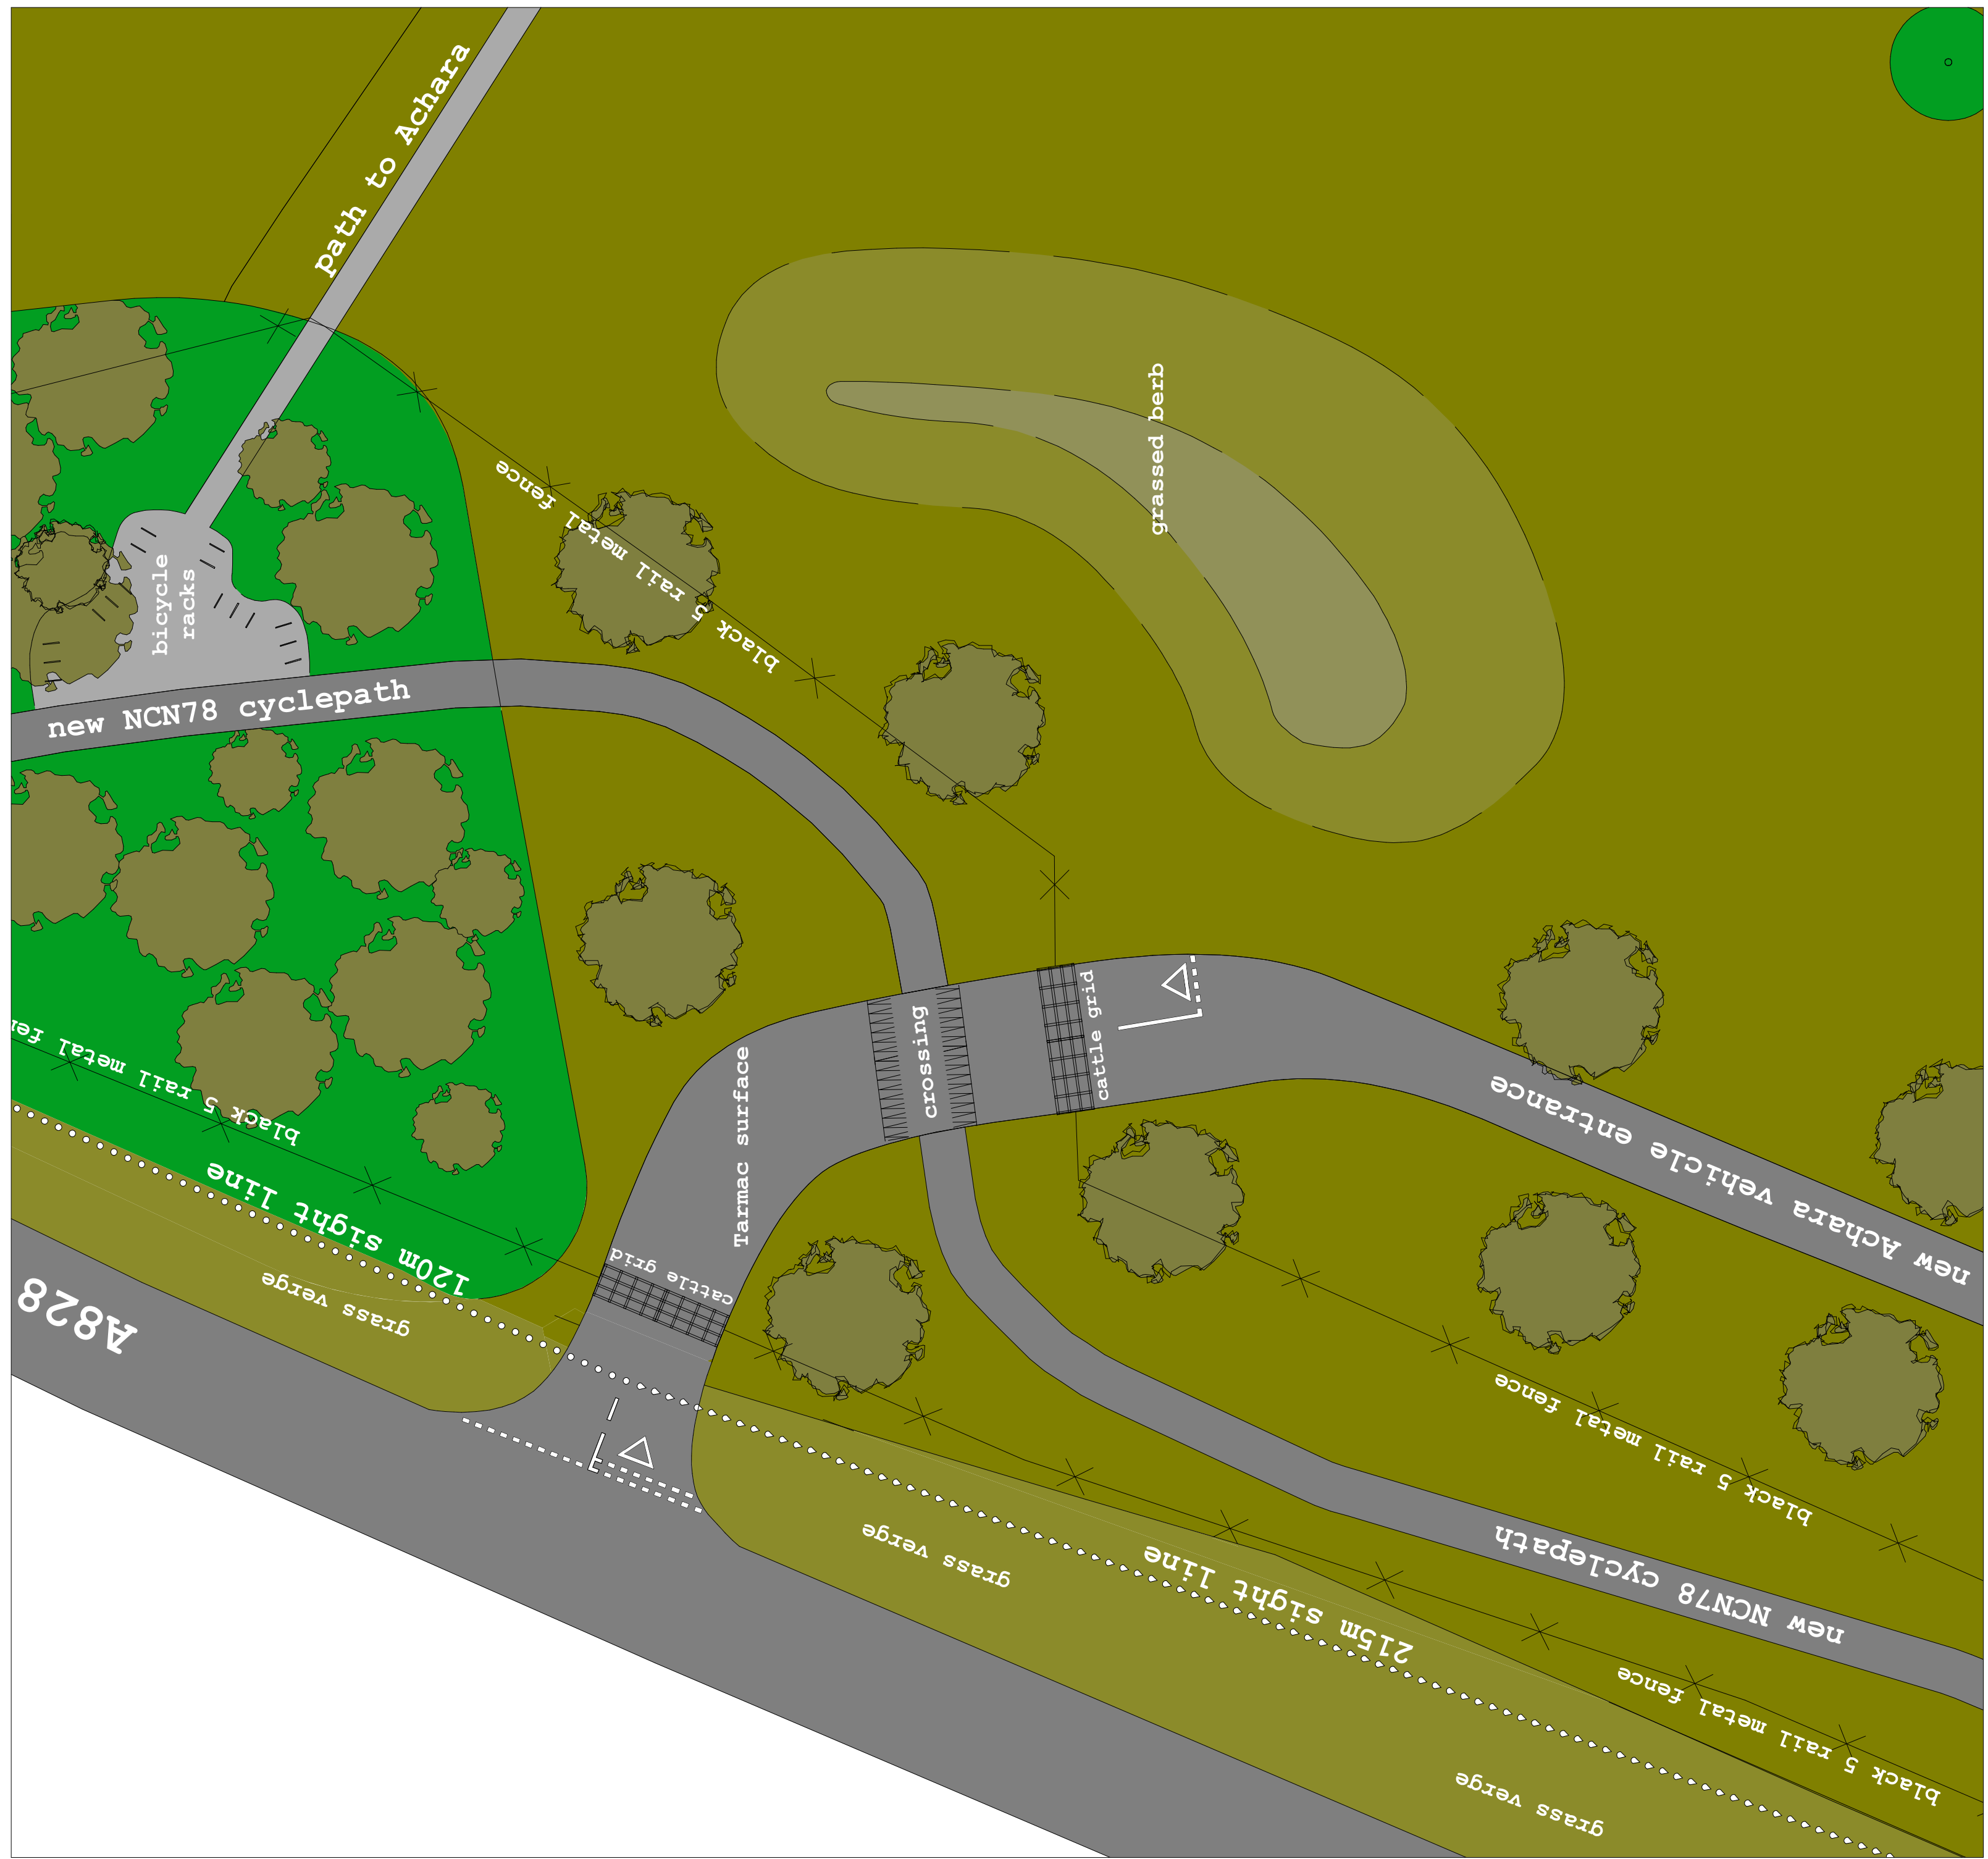 path to Achara
grassed berb
black 5 rail metal fence
bicycle
racks
new NCN78 cyclepath
crossing
cattle grid
Tarmac surface
new Achara vehicle entrance
black 5 rail metal fen
120m sight line
cattle grid
grass verge
A828
black 5 rail metal fence
grass verge
215m sight line
new NCN78 cyclepath
black 5 rail metal fence
grass verge